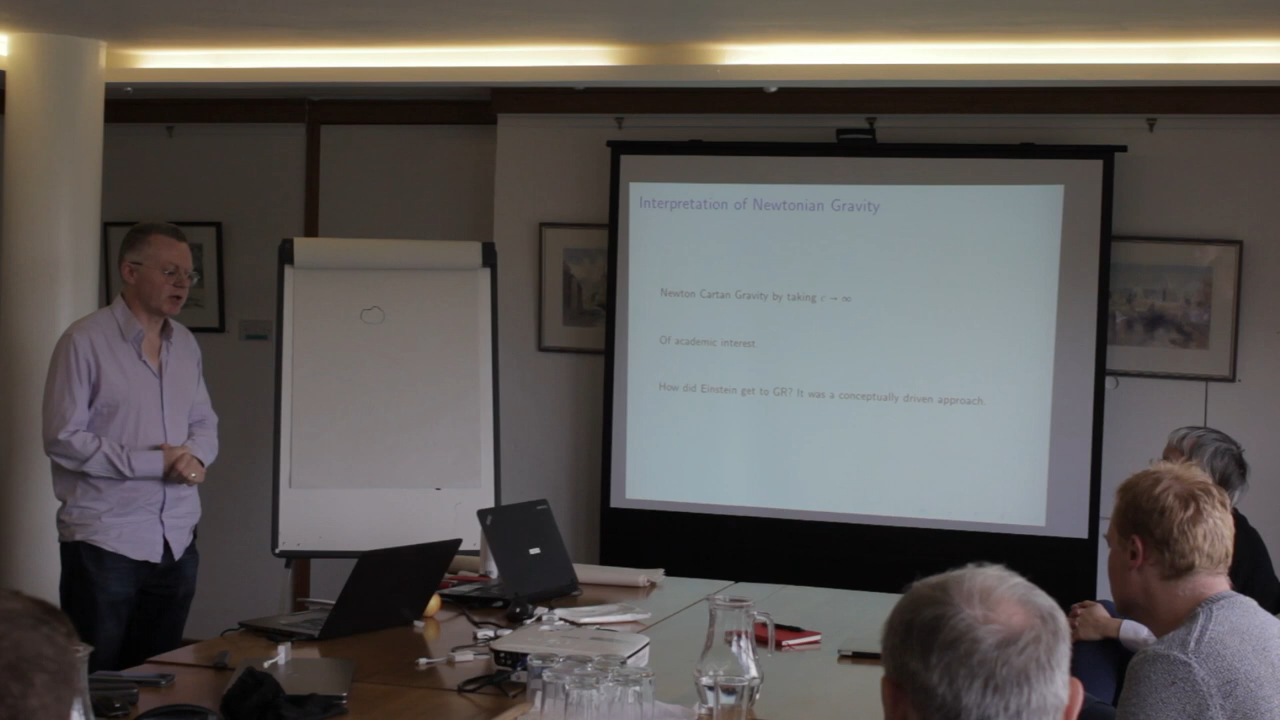 Interpretation of Newtonian Gravity
Newton Cartan Gravity by taking c → ∞
Of academic interest
How did Einstein get to GR? It was a conceptually driven approach.